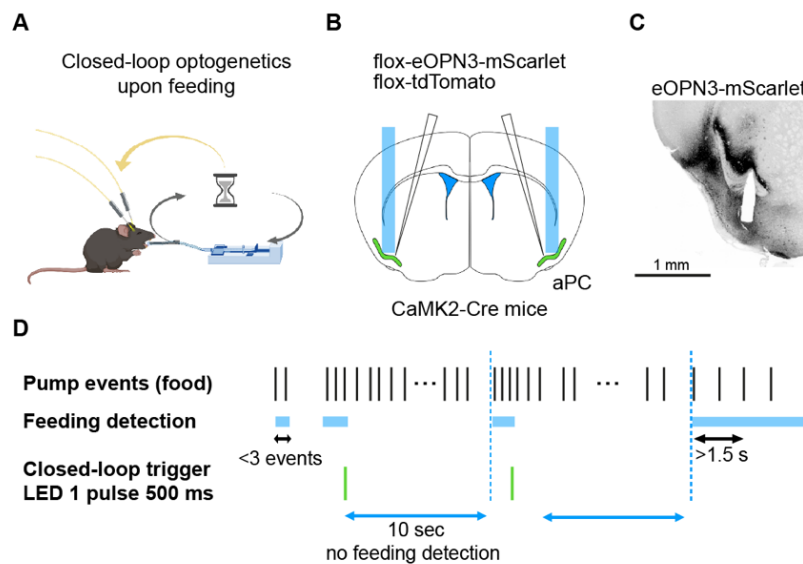 A
Closed-loop optogenetics
upon feeding
B
flox-eOPN3-mScarlet
flox-tdTomato
aPC
CaMK2-Cre mice
C
eOPN3-mScarlet
1 mm
D
Pump events (food)
...
...
Feeding detection
<3 events
>1.5 s
Closed-loop trigger
LED 1 pulse 500 ms
10 sec
no feeding detection